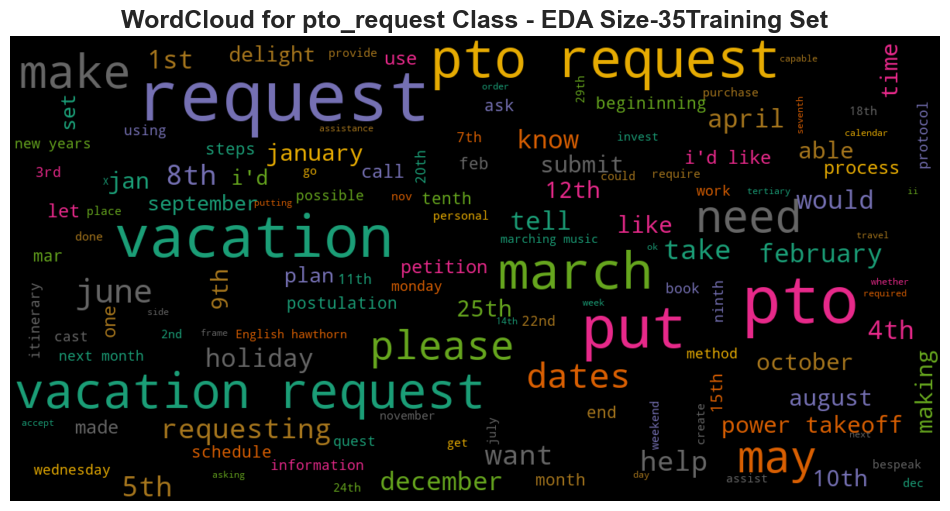 WordCloud for pto_request Class - EDA Size-35Training Set
make
1st
delight
provide
use
pto request
capable
time
set
request
order
ask
29th
begininning
purchase
april
seventh
18th
calendar
protocol
new years
using
assistance
steps
january
go
call
20th
7th
feb
know
submit
invest
i'd like
able
process
3rd
x
jan
8th
i'd
possible
nov
tenth
12th
could
require
work
tertiary
would
ii
let
place
september
putting
personal
tell
like
need
done
vacation
marching music
ok
take
february
travel
mar
plan
11th
petition
monday
march
book
ninth
pto
whether
required
itinerary
june
9th
postulation
25th
week
side
one
2nd
frame
English hawthorn
14th
22nd
put
4th
cast
next month
holiday
please
method
october
making
vacation request
dates
15th
august
accept
made
requesting
november
quest
july
end
weekend
create
power takeoff
next
schedule
get
want
help
may
wednesday
information
asking
5th
24th
december
month
day
assist
10th
bespeak
dec